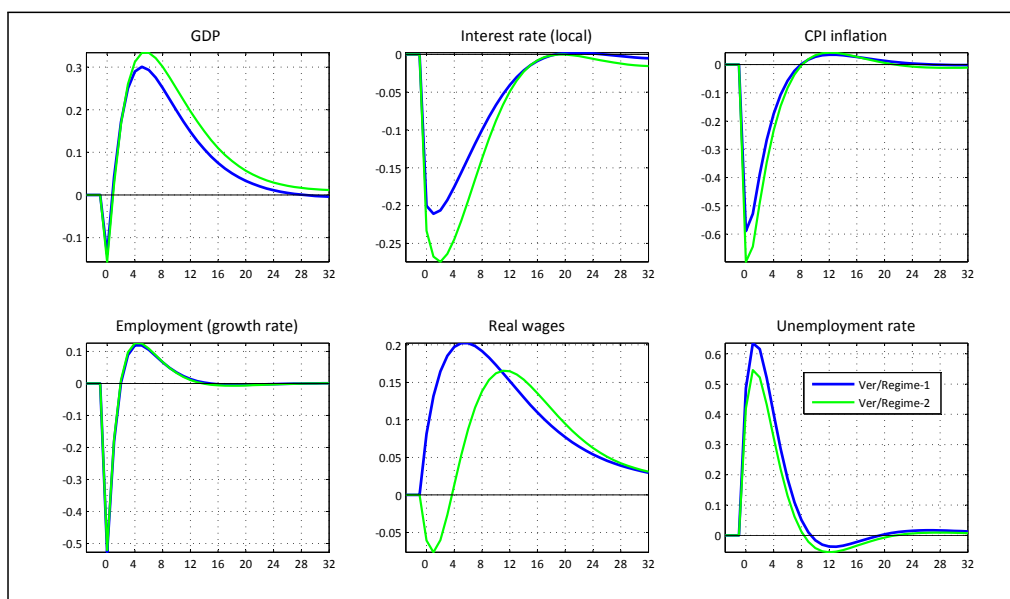 GDP
0.3
0.2
0.1
0
-0.1
0 4 8 12 16 20 24 28 32
Interest rate (local)
0
-0.05
-0.1
-0.15
-0.2
-0.25
0 4 8 12 16 20 24 28 32
CPI inflation
0
-0.1
-0.2
-0.3
-0.4
-0.5
-0.6
0 4 8 12 16 20 24 28 32
Employment (growth rate)
0.1
0
-0.1
-0.2
-0.3
-0.4
-0.5
0 4 8 12 16 20 24 28 32
Real wages
0.2
0.15
0.1
0.05
0
-0.05
0 4 8 12 16 20 24 28 32
Unemployment rate
0.6
0.5
0.4
0.3
0.2
0.1
0
Ver/Regime-1
Ver/Regime-2
0 4 8 12 16 20 24 28 32